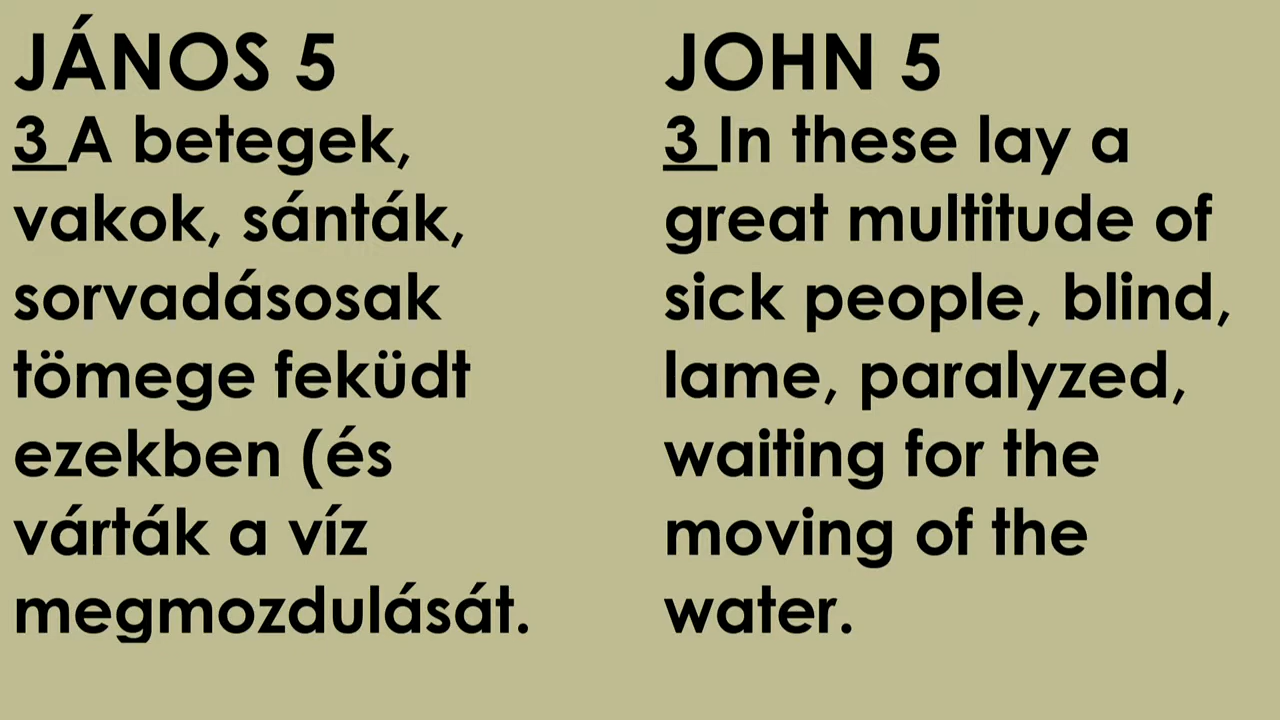 JÁNOS 5
3 A betegek,
vakok, sánták,
sorvadásosak
tömege feküdt
ezekben (és
várták a víz
megmozdulását.
JOHN 5
3 In these lay a
great multitude of
sick people, blind,
lame, paralyzed,
waiting for the
moving of the
water.